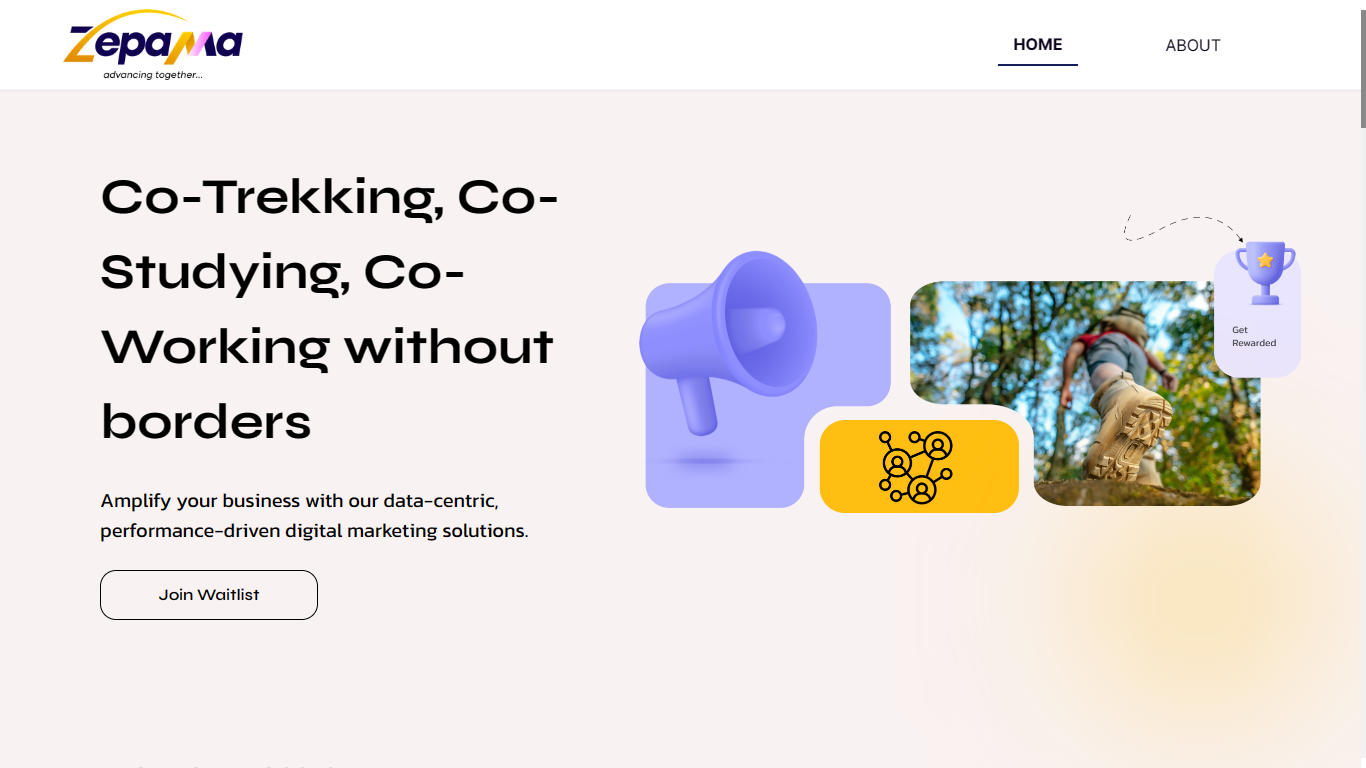 Zepama
advancing together...
HOME
ABOUT
Co-Trekking, Co-
Studying, Co-
Working without
borders
Amplify your business with our data-centric,
performance-driven digital marketing solutions.
Join Waitlist
Get
Rewarded